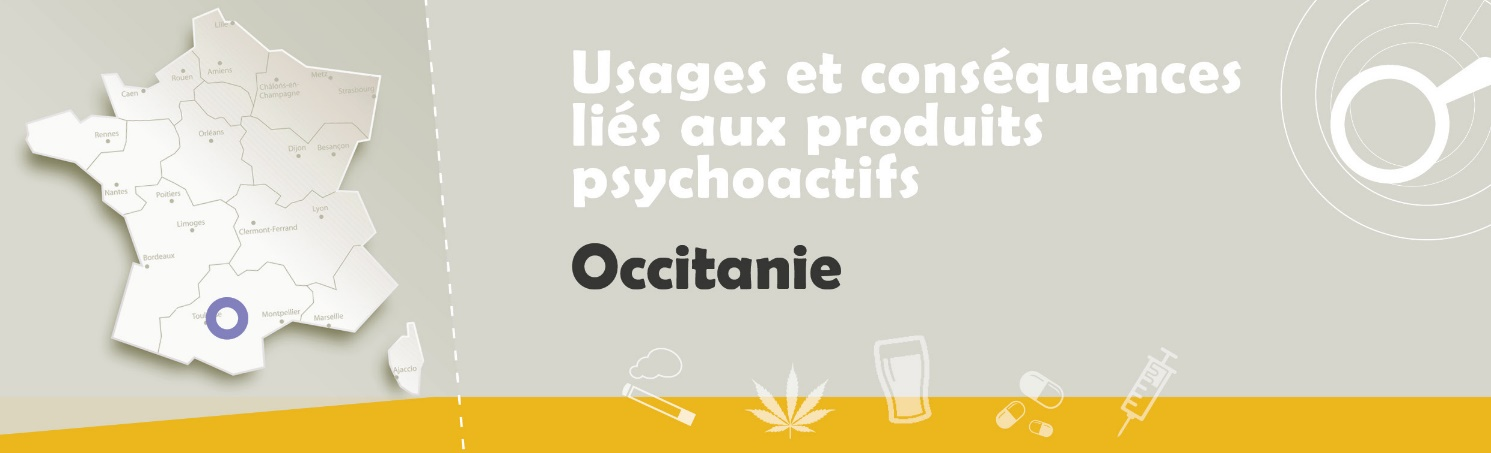 Usages et conséquences
liés aux produits
psychoactifs
Occitanie
Lille
Rouen
Amiens
Caen
Châlons-en-
Champagne
Metz
Strasbourg
Rennes
Orléans
Dijon
Besançon
Nantes
Poitiers
Limoges
Clermont-Ferrand
Lyon
Bordeaux
Montpellier
Marseille
Ajaccio